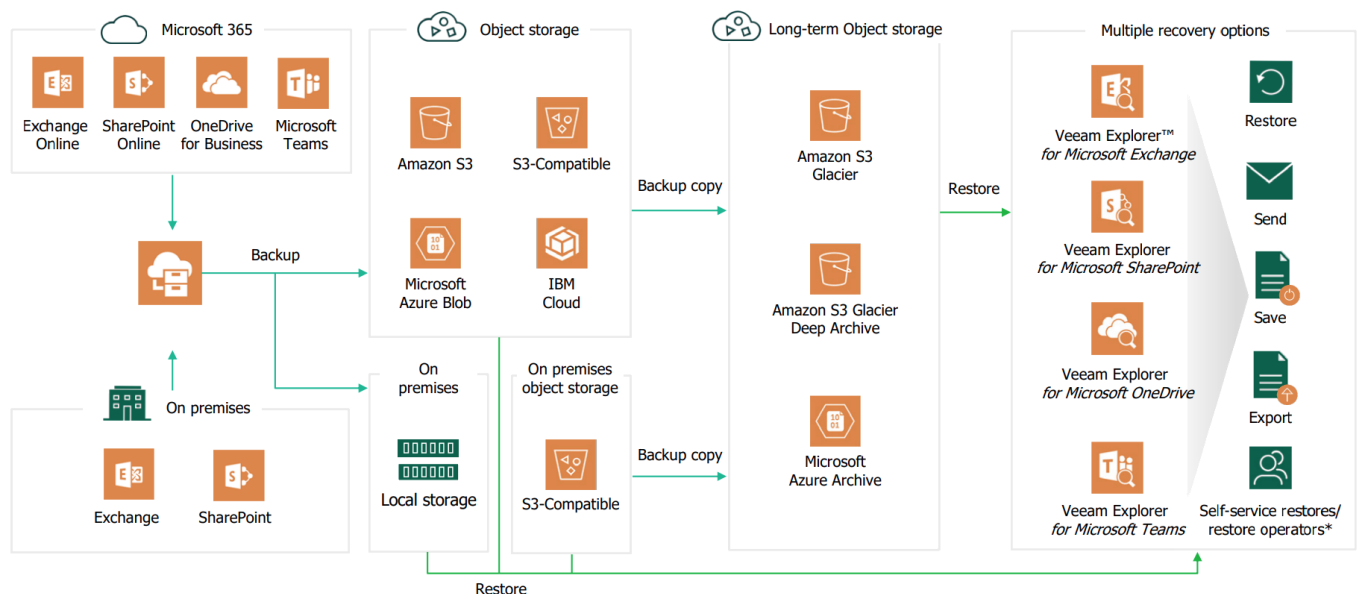 Microsoft 365
Exchange
Online
SharePoint
Online
OneDrive
for Business
Microsoft
Teams
Backup
On premises
Exchange
SharePoint
Object storage
Amazon S3
S3-Compatible
Microsoft
Azure Blob
IBM
Cloud
On
premises
Local storage
On premises
object storage
S3-Compatible
Backup copy
Backup copy
Long-term Object storage
Amazon S3
Glacier
Amazon S3 Glacier
Deep Archive
Microsoft
Azure Archive
Restore
Restore
Multiple recovery options
Veeam Explorer™
for Microsoft Exchange
Veeam Explorer
for Microsoft SharePoint
Veeam Explorer
for Microsoft OneDrive
Veeam Explorer
for Microsoft Teams
Restore
Send
Save
Export
Self-service restores/
restore operators*